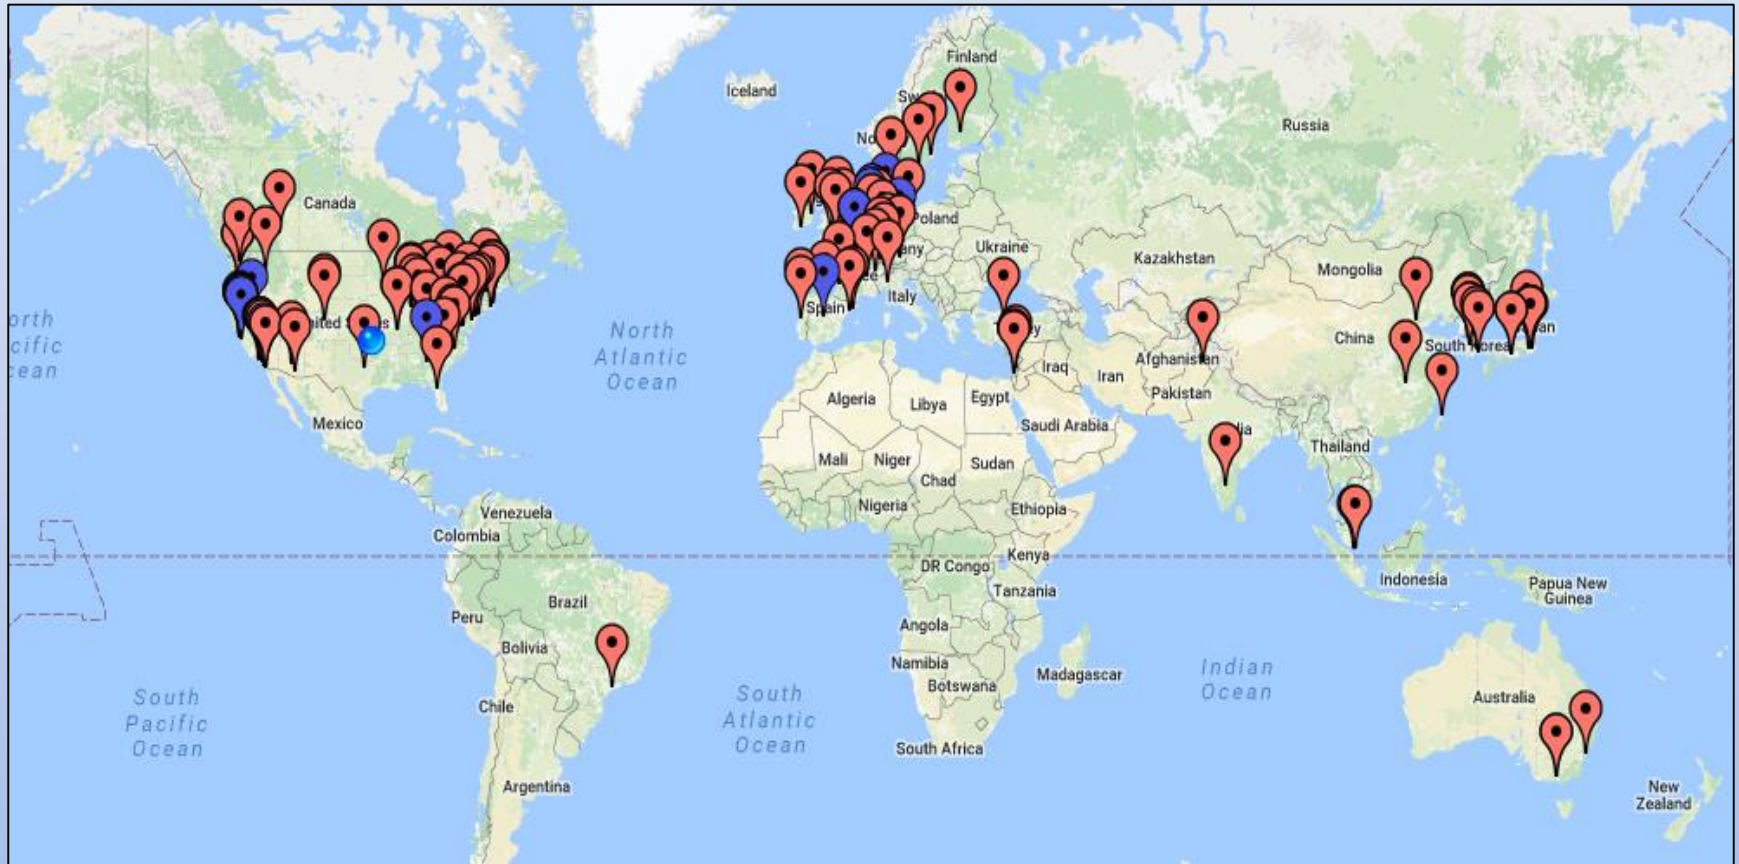 Finland
Iceland
Russia
Canada
Poland
Ukraine
Kazakhstan
Mongolia
Italy
Spain
North
Atlantic
Ocean
China
South Korea
Afghanistan
Iraq
Iran
Pakistan
Algeria
Libya
Egypt
Saudi Arabia
Mexico
Thailand
Mali
Niger
Sudan
Chad
Nigeria
Ethiopia
Venezuela
Colombia
Kenya
DR Congo
Indonesia
Papua New
Guinea
Tanzania
Brazil
Peru
Angola
Bolivia
Namibia
Madagascar
Botswana
Indian
Ocean
Australia
South
Pacific
Ocean
South
Atlantic
Ocean
Chile
South Africa
Argentina
New
Zealand